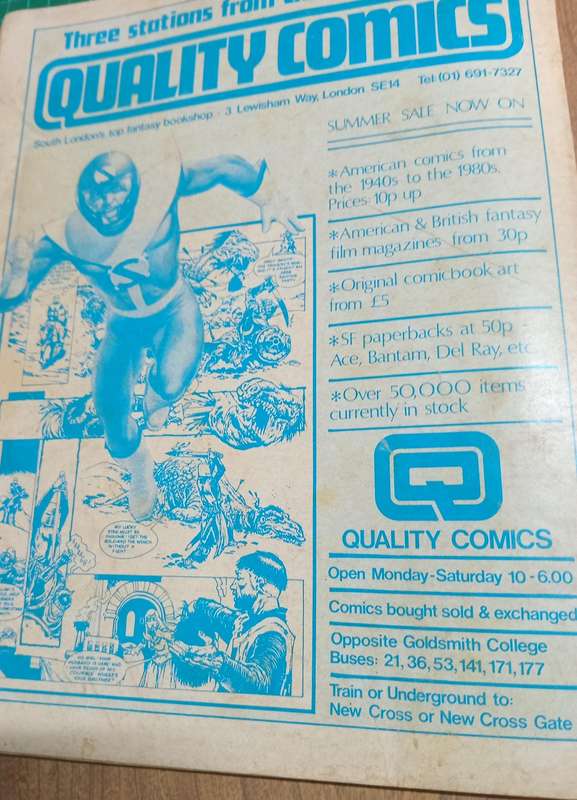 Three stations from
QUALITY COMICS
South London's top fantasy bookshop · 3 Lewisham Way, London SE14 Tel: (01) 691-7327
SUMMER SALE NOW ON
*American comics from
the 1940s to the 1980s.
Prices 10p up
*American & British fantasy
film magazines from 30p
*Original comicbook art
from £5
*SF paperbacks at 50p
Ace, Bantam, Del Ray, etc
*Over 50,000 items
currently in stock
Q
QUALITY COMICS
Open Monday-Saturday 10-6.00
Comics bought sold & exchanged
Opposite Goldsmith College
Buses: 21, 36, 53, 141, 171, 177
Train or Underground to:
New Cross or New Cross Gate